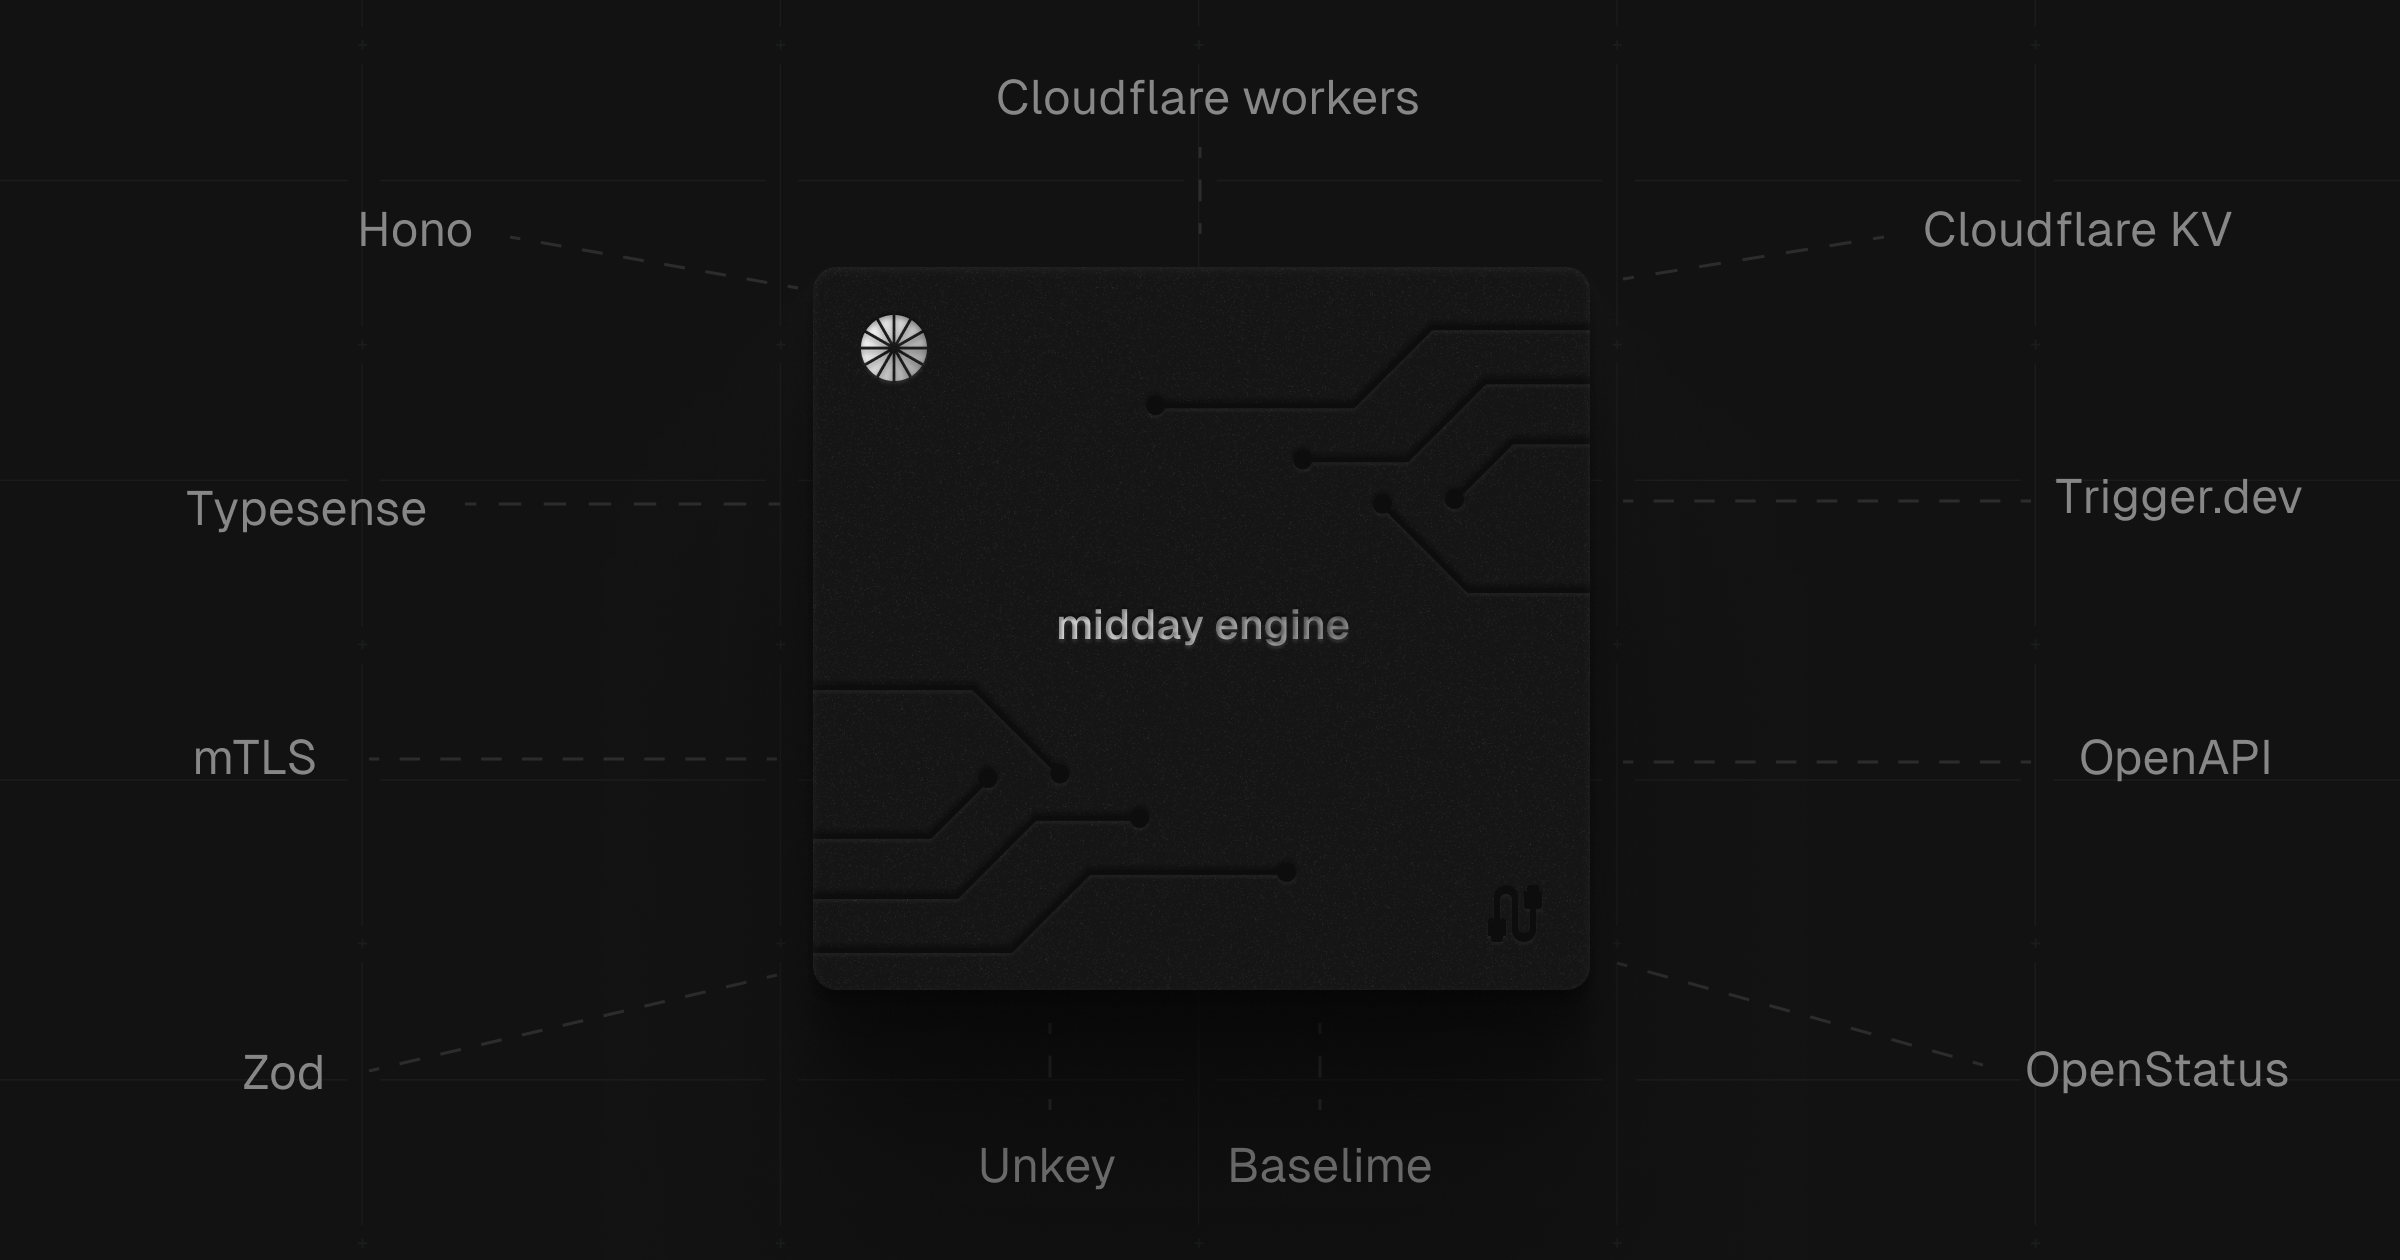 Cloudflare workers
Hono
Cloudflare KV
Typesense
Trigger.dev
midday engine
mTLS
OpenAPI
Zod
OpenStatus
Unkey
Baselime